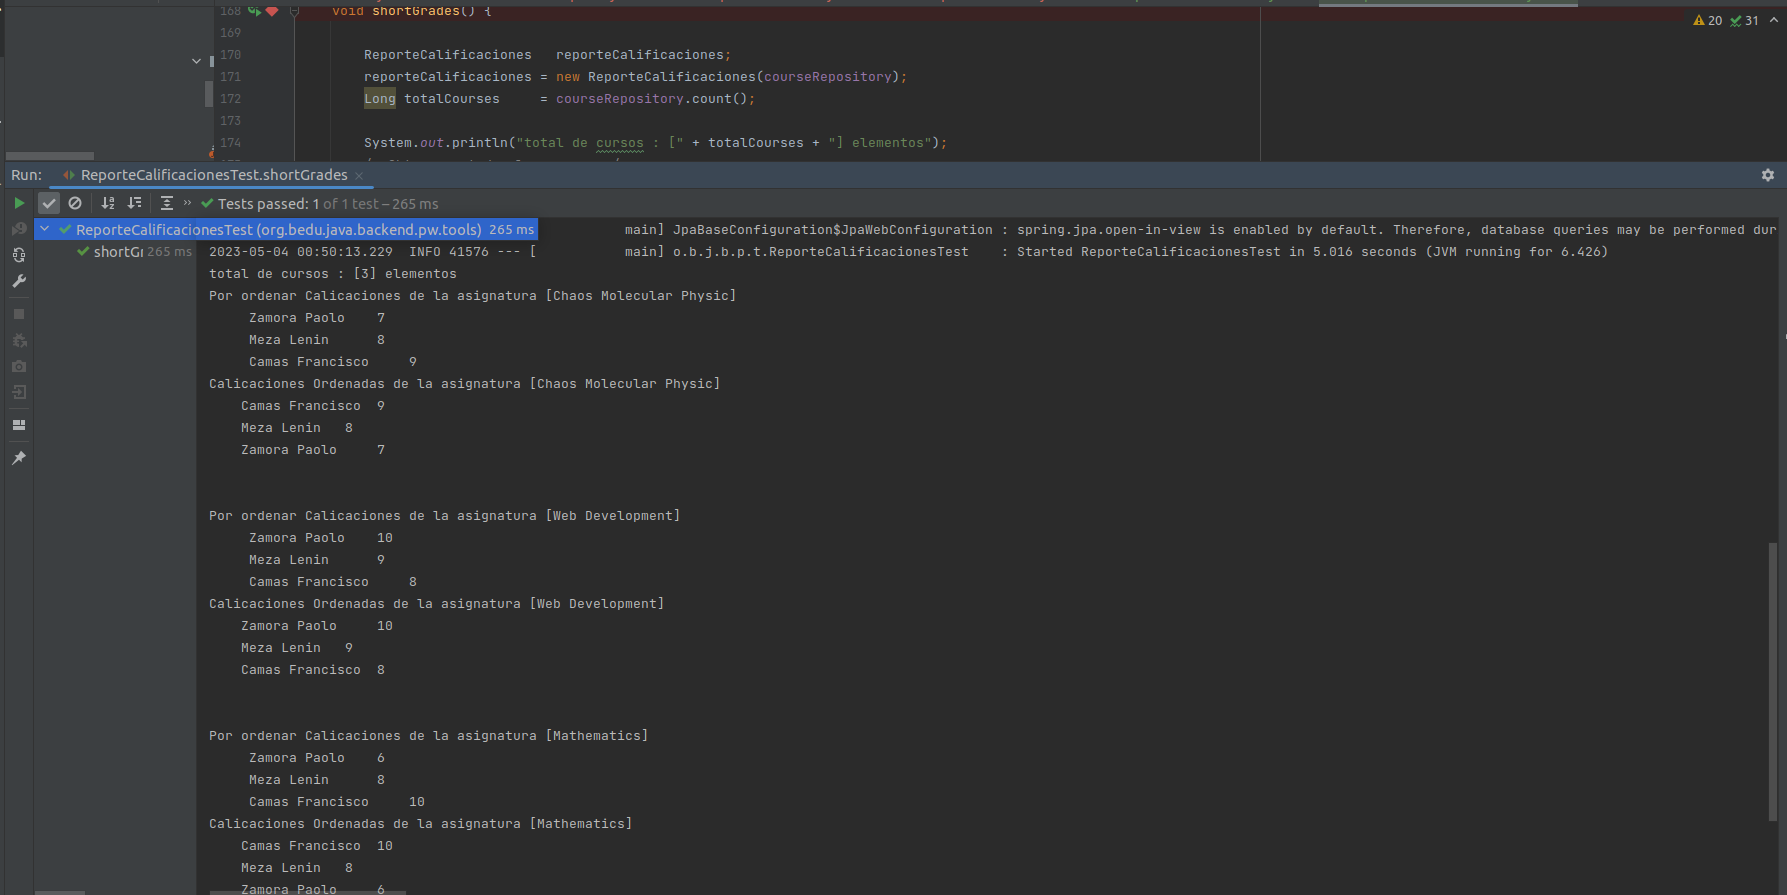 168 void shortGrades() {
20 31
169
170 ReporteCalificaciones reporteCalificaciones;
171 reporteCalificaciones = new ReporteCalificaciones(courseRepository);
172 Long totalCourses = courseRepository.count();
173
174 System.out.println("total de cursos : [" + totalCourses + "] elementos");
Run: ReporteCalificacionesTest.shortGrades
Tests passed: 1 of 1 test – 265 ms
ReporteCalificacionesTest (org.bedu.java.backend.pw.tools) 265 ms
main] JpaBaseConfiguration$JpaWebConfiguration : spring.jpa.open-in-view is enabled by default. Therefore, database queries may be performed dur
shortGr 265 ms
2023-05-04 00:50:13.229 INFO 41576 --- [ main] o.b.j.b.p.t.ReporteCalificacionesTest : Started ReporteCalificacionesTest in 5.016 seconds (JVM running for 6.426)
total de cursos : [3] elementos
Por ordenar Calicaciones de la asignatura [Chaos Molecular Physic]
Zamora Paolo 7
Meza Lenin 8
Camas Francisco 9
Calicaciones Ordenadas de la asignatura [Chaos Molecular Physic]
Camas Francisco 9
Meza Lenin 8
Zamora Paolo 7
Por ordenar Calicaciones de la asignatura [Web Development]
Zamora Paolo 10
Meza Lenin 9
Camas Francisco 8
Calicaciones Ordenadas de la asignatura [Web Development]
Zamora Paolo 10
Meza Lenin 9
Camas Francisco 8
Por ordenar Calicaciones de la asignatura [Mathematics]
Zamora Paolo 6
Meza Lenin 8
Camas Francisco 10
Calicaciones Ordenadas de la asignatura [Mathematics]
Camas Francisco 10
Meza Lenin 8
Zamora Paolo 6